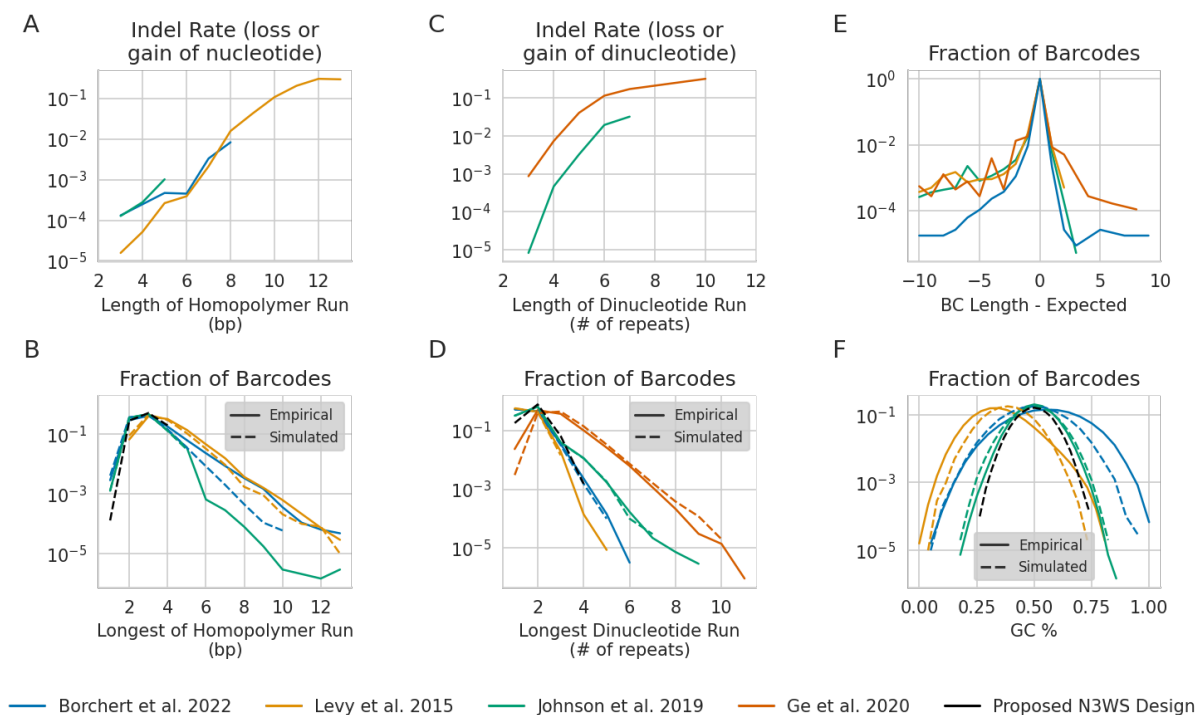 A
Indel Rate (loss or
gain of nucleotide)
10⁻¹
10⁻²
10⁻³
10⁻⁴
10⁻⁵
2 4 6 8 10 12
Length of Homopolymer Run
(bp)
C
Indel Rate (loss or
gain of dinucleotide)
10⁻¹
10⁻²
10⁻³
10⁻⁴
10⁻⁵
2 4 6 8 10 12
Length of Dinucleotide Run
(# of repeats)
E
Fraction of Barcodes
10⁰
10⁻²
10⁻⁴
−10 −5 0 5 10
BC Length - Expected
B
Fraction of Barcodes
Empirical
Simulated
10⁻¹
10⁻³
10⁻⁵
2 4 6 8 10 12
Longest of Homopolymer Run
(bp)
D
Fraction of Barcodes
Empirical
Simulated
10⁻¹
10⁻³
10⁻⁵
2 4 6 8 10
Longest Dinucleotide Run
(# of repeats)
F
Fraction of Barcodes
10⁻¹
10⁻³
10⁻⁵
Empirical
Simulated
0.00 0.25 0.50 0.75 1.00
GC %
Borchert et al. 2022 Levy et al. 2015 Johnson et al. 2019 Ge et al. 2020 Proposed N3WS Design